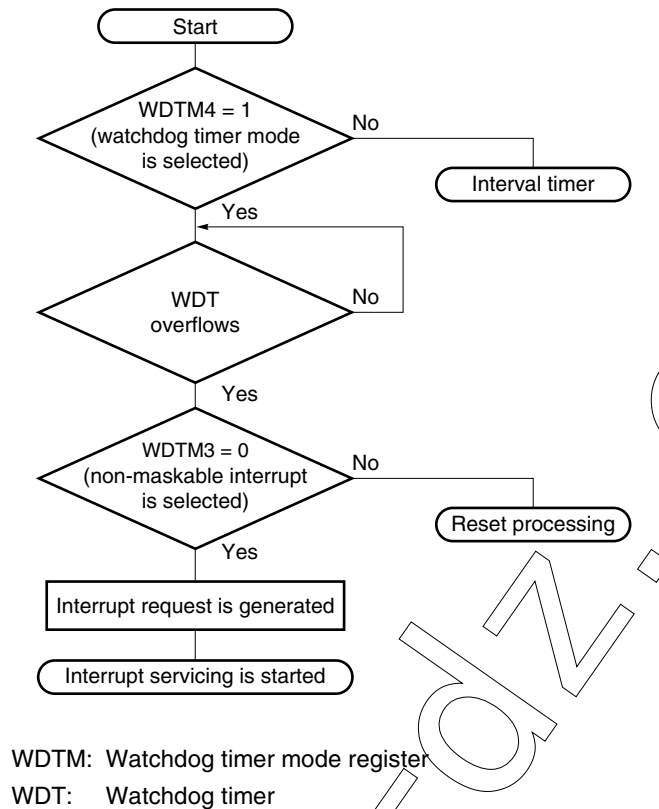 Start
WDTM4 = 1
(watchdog timer mode
is selected)
No
Interval timer
Yes
WDT
overflows
No
Yes
WDTM3 = 0
(non-maskable interrupt
is selected)
No
Reset processing
Yes
Interrupt request is generated
Interrupt servicing is started
WDTM: Watchdog timer mode register
WDT: Watchdog timer
-dz.